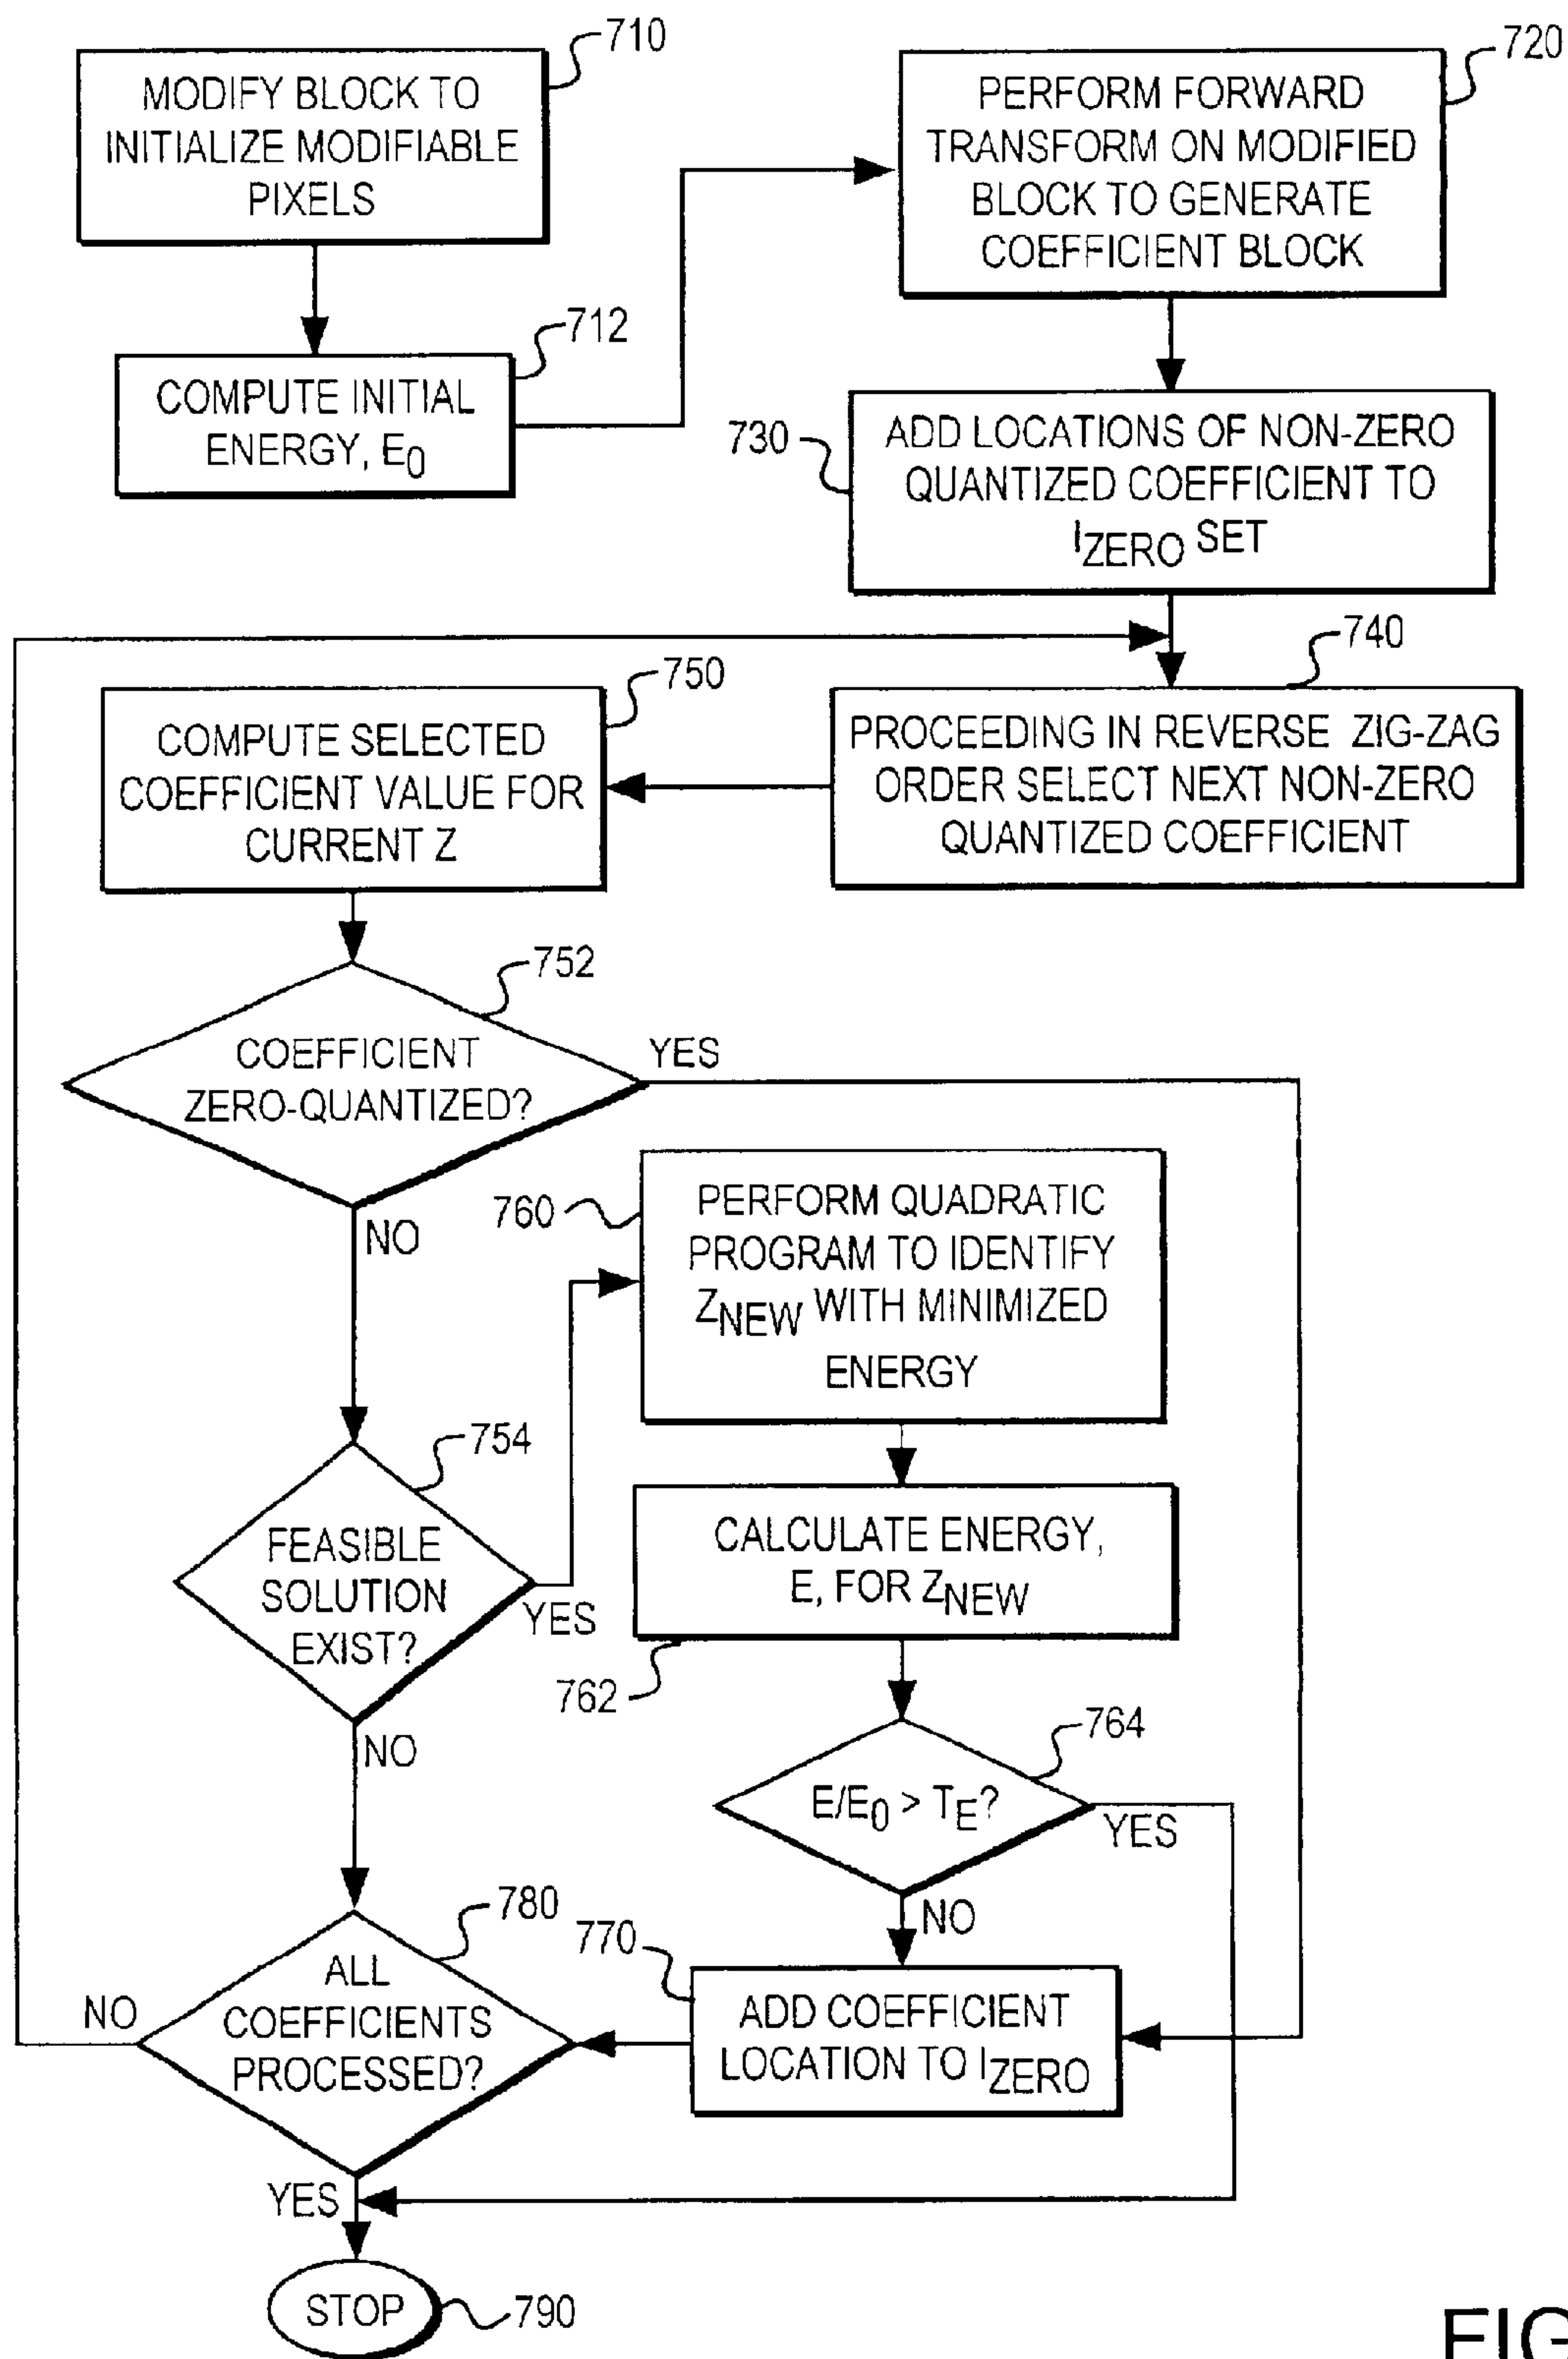 710
MODIFY BLOCK TO
INITIALIZE MODIFIABLE
PIXELS
712
COMPUTE INITIAL
ENERGY, E0
720
PERFORM FORWARD
TRANSFORM ON MODIFIED
BLOCK TO GENERATE
COEFFICIENT BLOCK
730
ADD LOCATIONS OF NON-ZERO
QUANTIZED COEFFICIENT TO
IZERO SET
740
PROCEEDING IN REVERSE ZIG-ZAG
ORDER SELECT NEXT NON-ZERO
QUANTIZED COEFFICIENT
750
COMPUTE SELECTED
COEFFICIENT VALUE FOR
CURRENT Z
752
COEFFICIENT
ZERO-QUANTIZED?
YES
NO
754
FEASIBLE
SOLUTION
EXIST?
YES
NO
760
PERFORM QUADRATIC
PROGRAM TO IDENTIFY
ZNEW WITH MINIMIZED
ENERGY
CALCULATE ENERGY,
E, FOR ZNEW
762
764
E/E0 > TE?
YES
NO
770
ADD COEFFICIENT
LOCATION TO IZERO
780
ALL
COEFFICIENTS
PROCESSED?
NO
YES
STOP
790
FIG